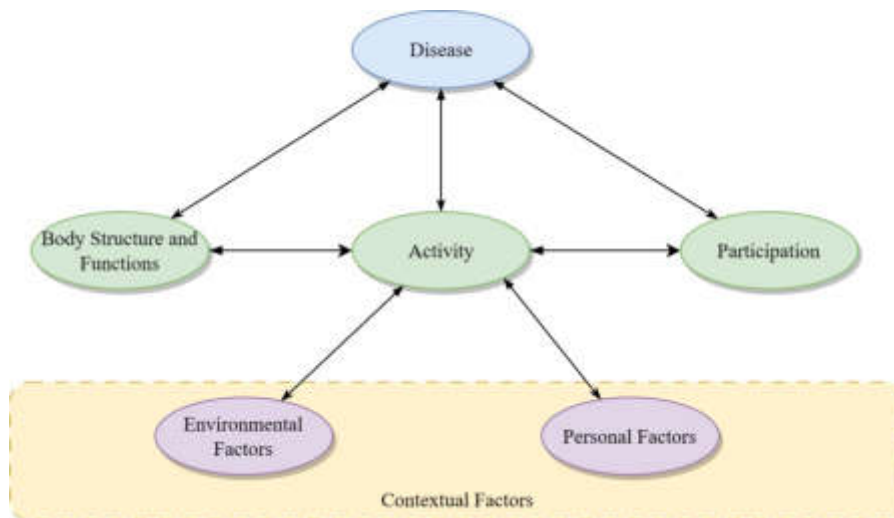 Disease
Body Structure and
Functions
Activity
Participation
Environmental
Factors
Personal Factors
Contextual Factors